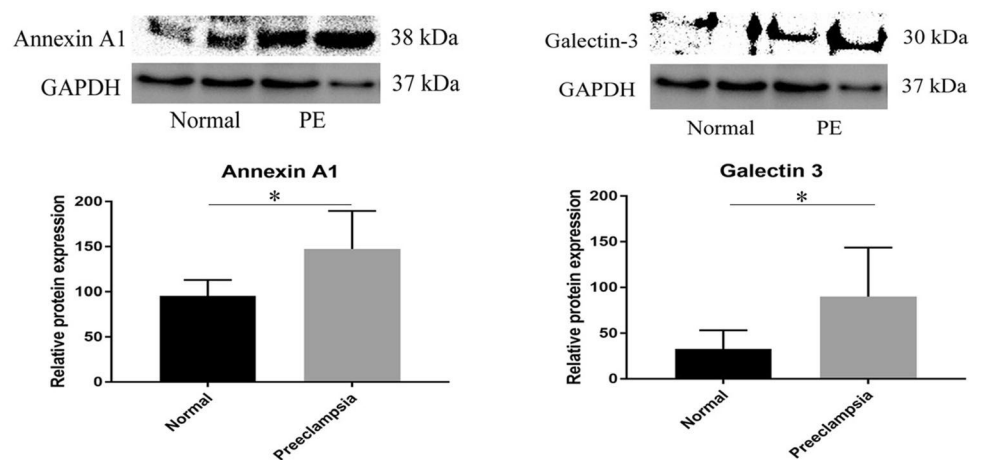 Annexin A1 38 kDa
GAPDH 37 kDa
Normal PE
Annexin A1
*
Relative protein expression
200
150
100
50
0
Normal
Preeclampsia
Galectin-3 30 kDa
GAPDH 37 kDa
Normal PE
Galectin 3
*
Relative protein expression
200
150
100
50
0
Normal
Preeclampsia